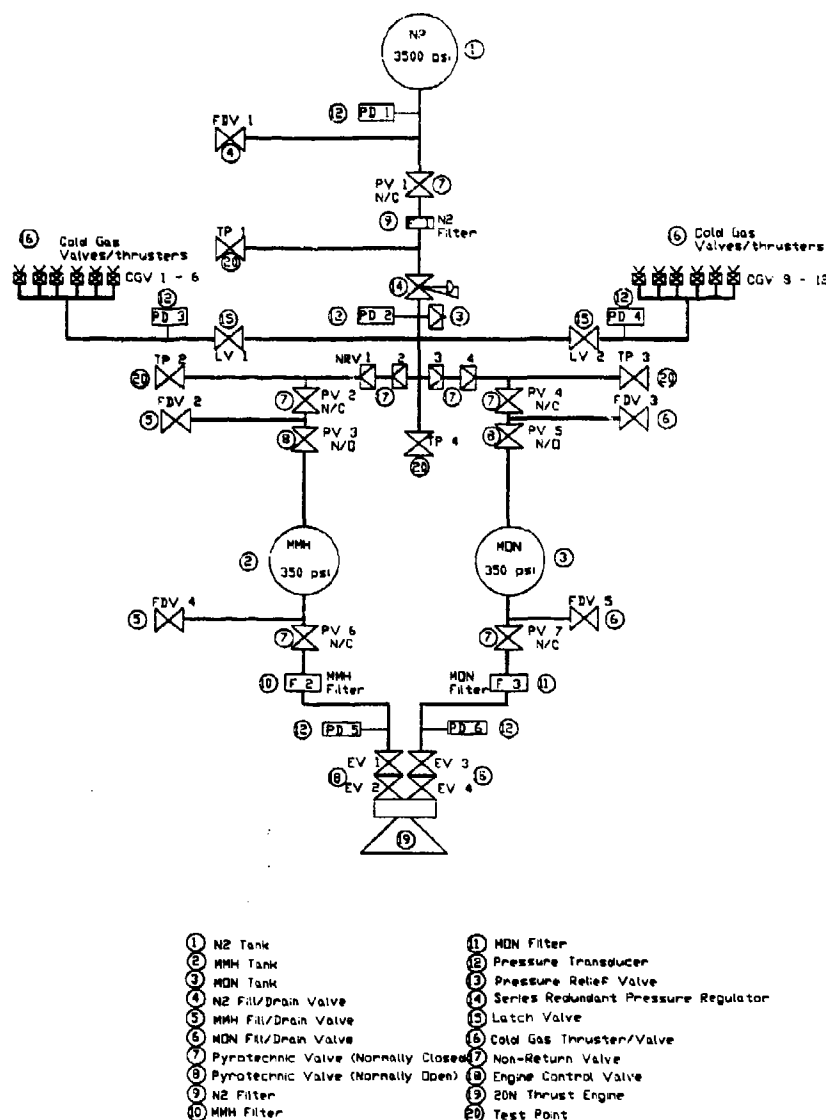 N2
3500 psi
1
12 PD 1
FDV 1
4
PV 1
N/C
7
9
N2
Filter
TP 1
20
6
Cold Gas
Valves/thrusters
CGV 1 - 6
6
Cold Gas
Valves/thrusters
14
12 PD 2
12
PD 3
15
LV 1
15
LV 2
12
PD 4
TP 2
20
NRV 1 2 3 4
TP 3
20
7
PV 2
N/C
PV 4
N/C
7
FDV 2
5
FDV 3
6
8
PV 3
N/O
8
PV 5
N/O
TP 4
20
2
MMH
350 psi
MON
350 psi
3
FDV 4
5
7
PV 6
N/C
FDV 5
6
7
PV 7
N/C
10 F 2
MMH
Filter
MON
Filter
F 3 11
12 PD 5
PD 6 12
EV 1
EV 2
18
EV 3
EV 4
19
1 N2 Tank
2 MMH Tank
3 MON Tank
4 N2 Fill/Drain Valve
5 MMH Fill/Drain Valve
6 MON Fill/Drain Valve
7 Pyrotechnic Valve (Normally Closed
8 Pyrotechnic Valve (Normally Open)
9 N2 Filter
10 MMH Filter
11 MON Filter
12 Pressure Transducer
13 Pressure Relief Valve
14 Series Redundant Pressure Regulator
15 Latch Valve
16 Cold Gas Thruster/Valve
17 Non-Return Valve
18 Engine Control Valve
19 20N Thrust Engine
20 Test Point